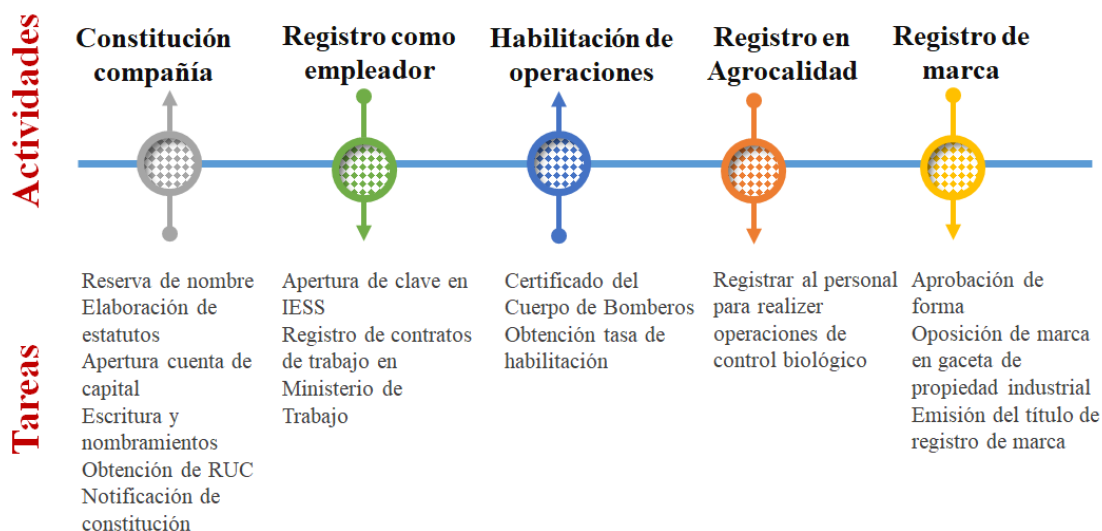 Actividades
Constitución
compañía
Registro como
empleador
Habilitación de
operaciones
Registro en
Agrocalidad
Registro de
marca
Tareas
Reserva de nombre
Elaboración de
estatutos
Apertura cuenta de
capital
Escritura y
nombramientos
Obtención de RUC
Notificación de
constitución
Apertura de clave en
IESS
Registro de contratos
de trabajo en
Ministerio de
Trabajo
Certificado del
Cuerpo de Bomberos
Obtención tasa de
habilitación
Registrar al personal
para realizer
operaciones de
control biológico
Aprobación de
forma
Oposición de marca
en gaceta de
propiedad industrial
Emisión del título de
registro de marca